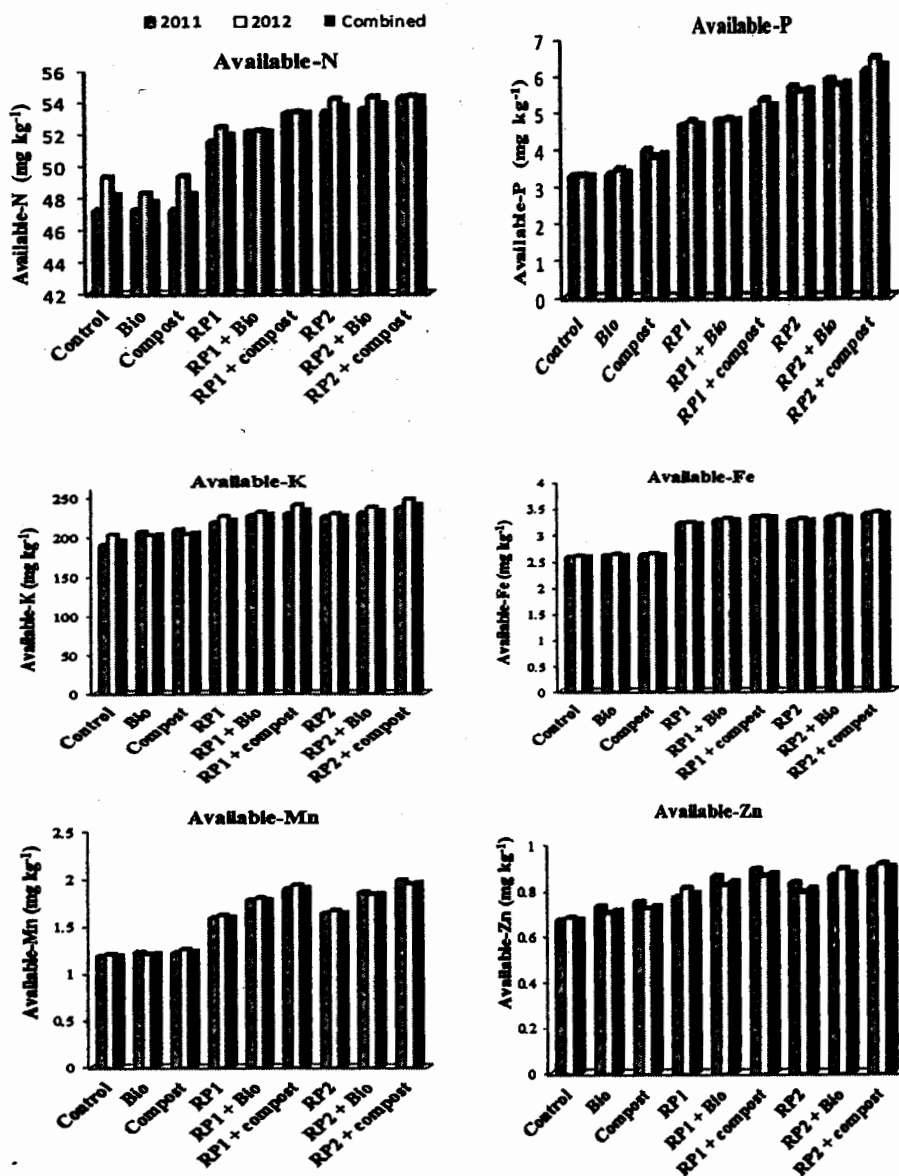 2011 2012 Combined
Available-N
Available-N (mg kg⁻¹)
56
54
52
50
48
46
44
42
Control
Bio
Compost
RP1
RP1 + Bio
RP1 + compost
RP2
RP2 + Bio
RP2 + compost
Available-P
Available-P (mg kg⁻¹)
7
6
5
4
3
2
1
0
Control
Bio
Compost
RP1
RP1 + Bio
RP1 + compost
RP2
RP2 + Bio
RP2 + compost
Available-K
Available-K (mg kg⁻¹)
250
200
150
100
50
0
Control
Bio
Compost
RP1
RP1 + Bio
RP1 + compost
RP2
RP2 + Bio
RP2 + compost
Available-Fe
Available-Fe (mg kg⁻¹)
4
3.5
3
2.5
2
1.5
1
0.5
0
Control
Bio
Compost
RP1
RP1 + Bio
RP1 + compost
RP2
RP2 + Bio
RP2 + compost
Available-Mn
Available-Mn (mg kg⁻¹)
2.5
2
1.5
1
0.5
0
Control
Bio
Compost
RP1
RP1 + Bio
RP1 + compost
RP2
RP2 + Bio
RP2 + compost
Available-Zn
Available-Zn (mg kg⁻¹)
1
0.8
0.6
0.4
0.2
0
Control
Bio
Compost
RP1
RP1 + Bio
RP1 + compost
RP2
RP2 + Bio
RP2 + compost